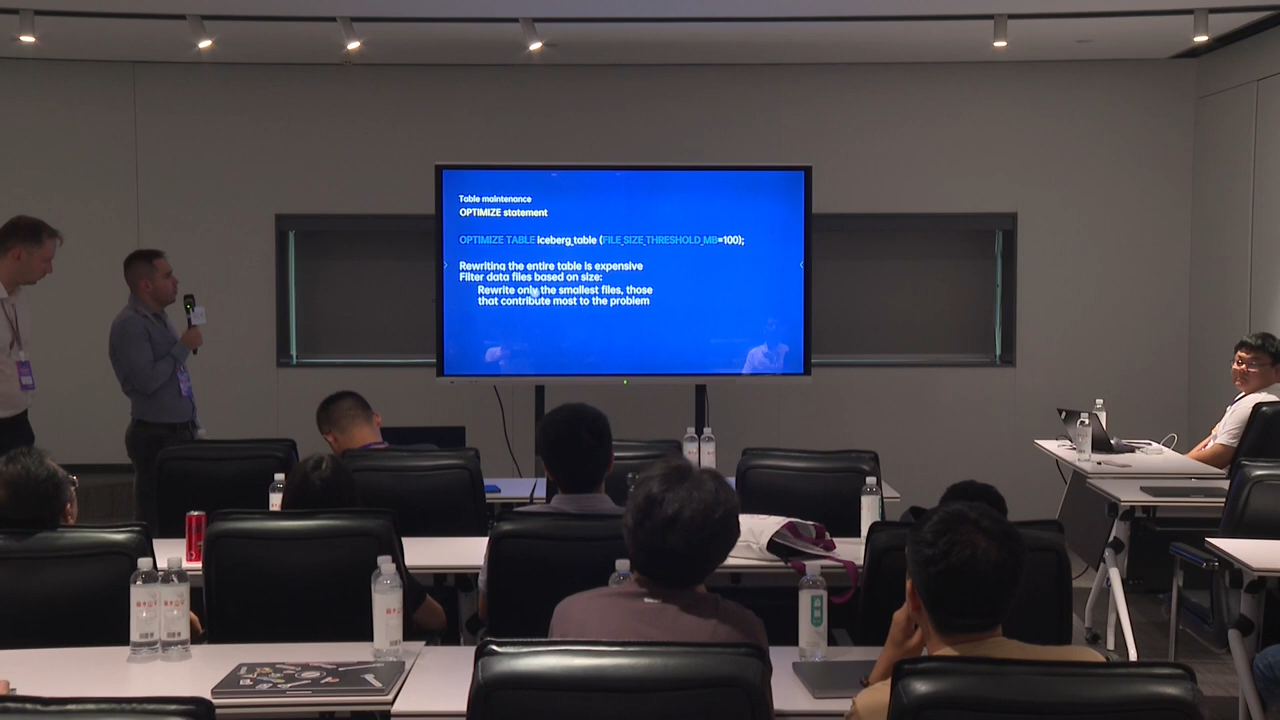 Table maintenance
OPTIMIZE statement
OPTIMIZE TABLE Iceberg_table (FILE_SIZE_THRESHOLD_MB=100);
Rewriting the entire table is expensive
Filter data files based on size:
Rewrite only the smallest files, those
that contribute most to the problem